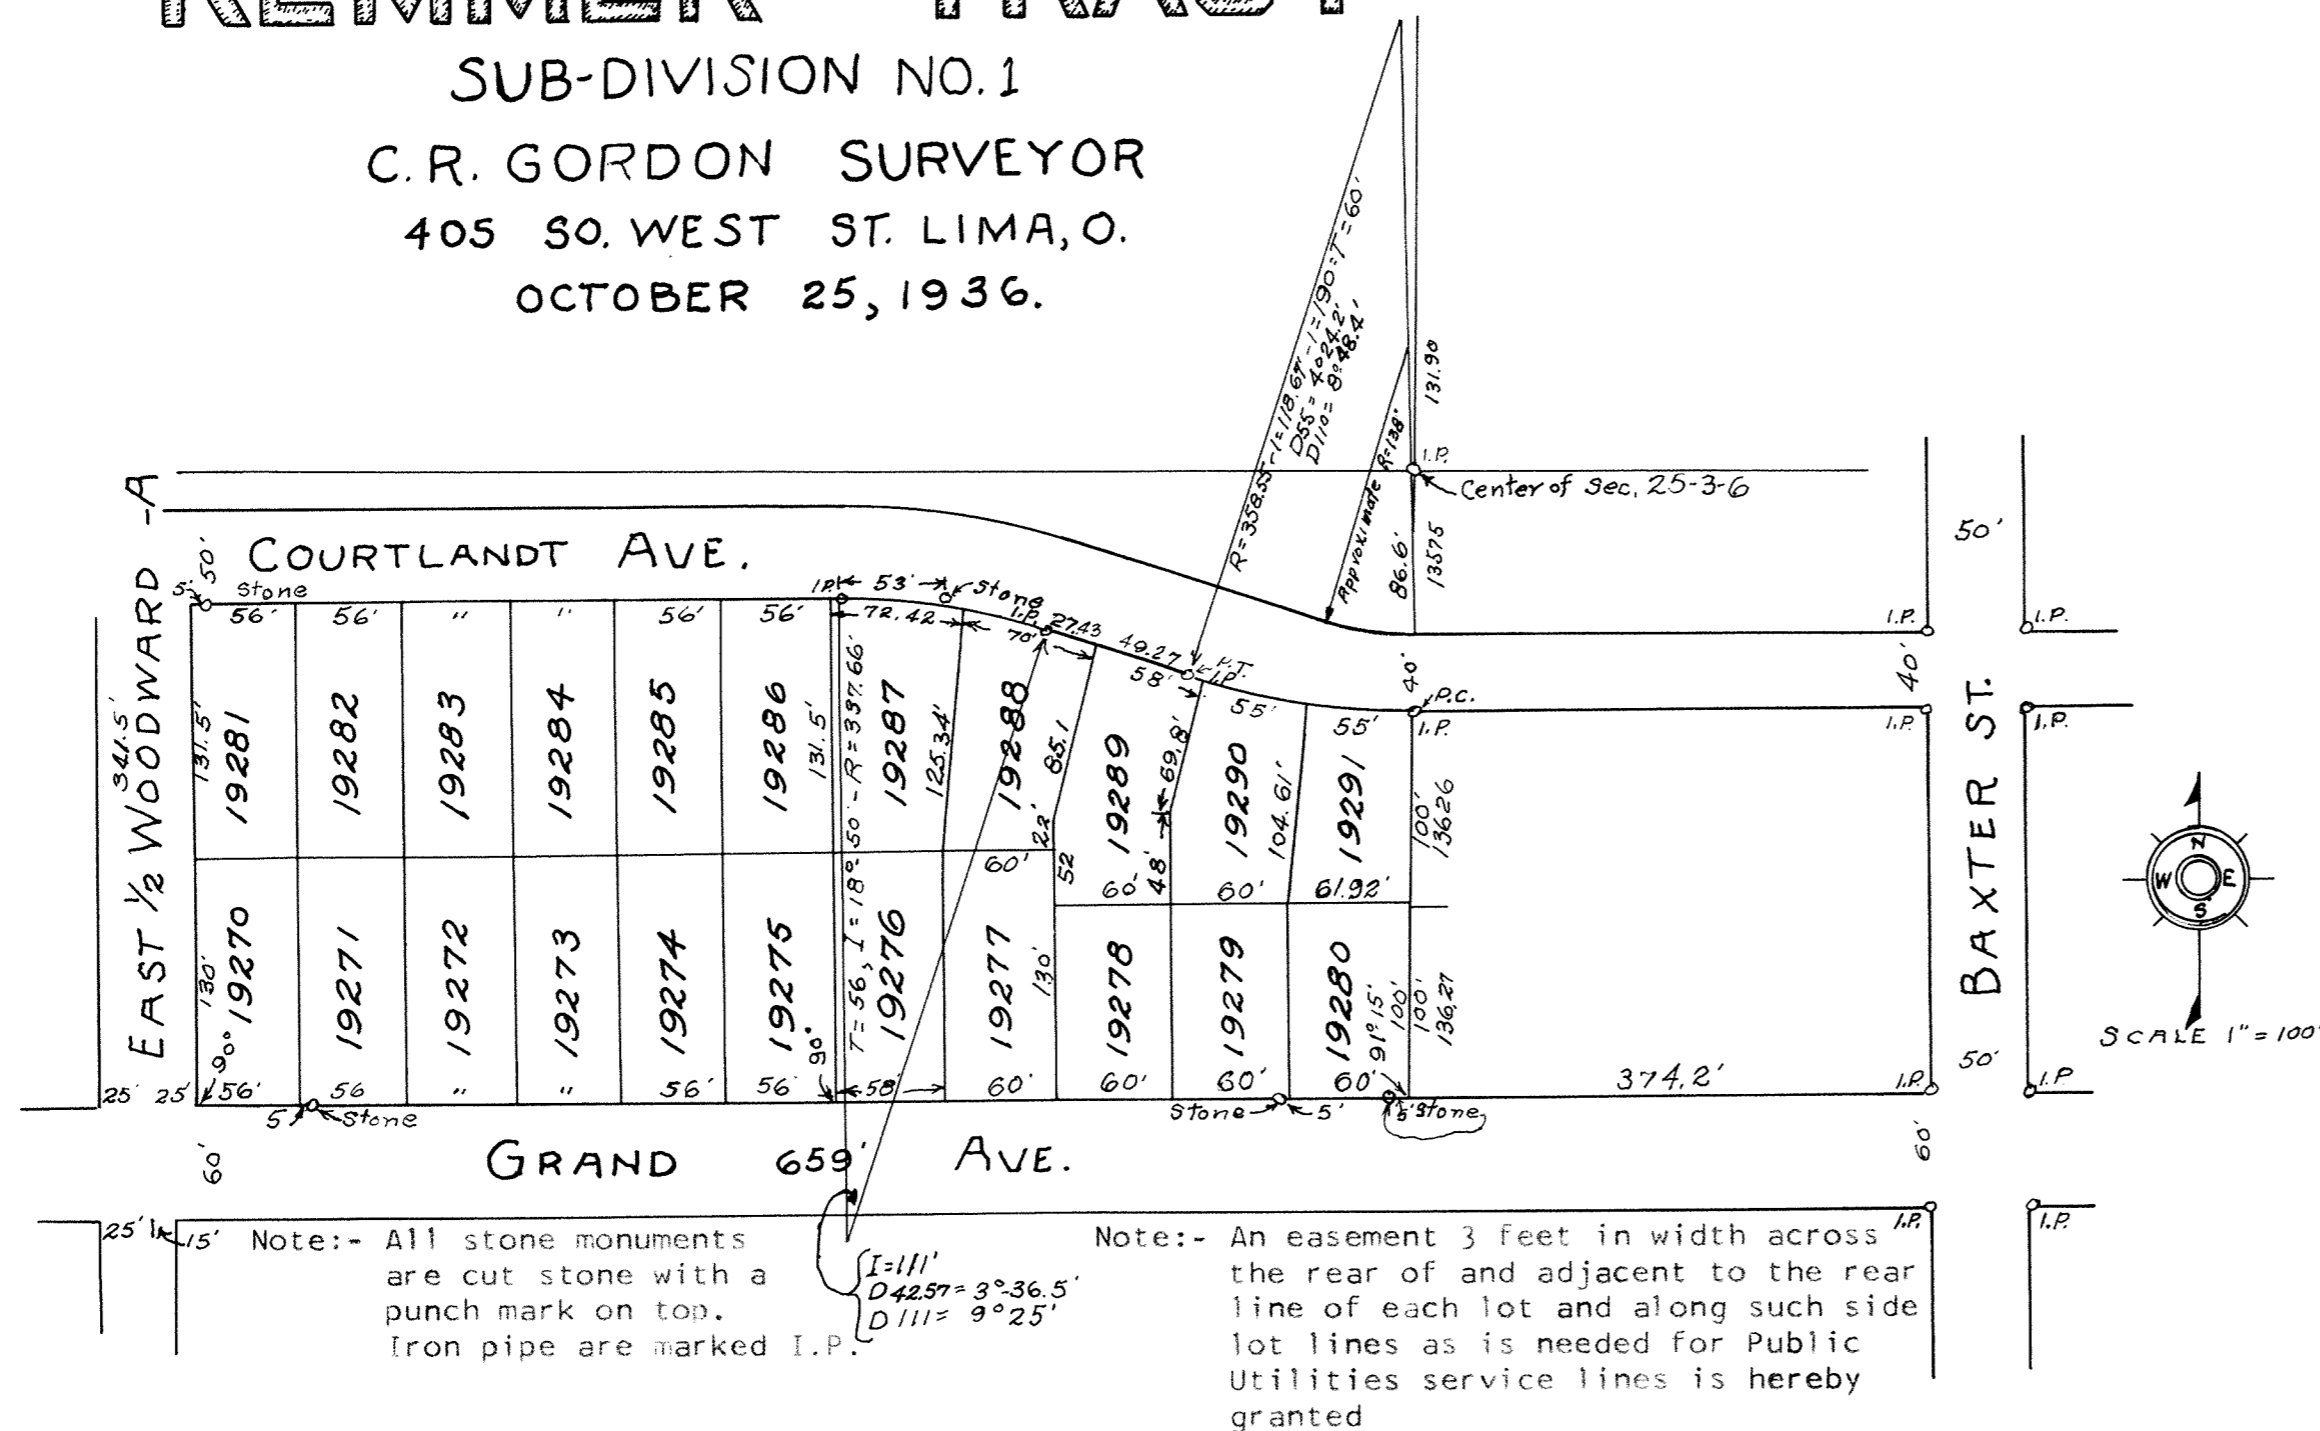 SUB-DIVISION NO. 1
C. R. GORDON SURVEYOR
405 SO. WEST ST. LIMA, O.
OCTOBER 25, 1936.
R=358.55'-I=118.67'-I=190=T=60'
D55=4°24.2'
D110=8°48.4'
Approximate R=138'
131.90
I.P.
Center of Sec. 25-3-6
86.6'
13575
50'
EAST ½ WOODWARD -A
COURTLANDT AVE.
50'
5'
Stone
I.P.
53'
Stone
I.P.
56'
56'
"
"
56'
56'
72.42
70'
27.43
49.27
58'
P.T.
I.P.
55'
55'
40'
P.C.
I.P.
I.P.
I.P.
40'
I.P.
I.P.
341.5'
131.5'
19281
19282
19283
19284
19285
19286
131.5'
19287
125.34'
19288
85.1
22'
52
19289
69.8'
48'
19290
104.61'
19291
100'
13626
60'
60'
60'
61.92'
T=56, I=18°-50'-R=337.66'
130'
90°
19270
19271
19272
19273
19274
19275
90°
19276
19277
130'
19278
19279
19280
91°15'
100'
100'
136.27
25'
25'
56'
56
"
"
56'
56'
58'
60'
60'
60'
60'
374.2'
I.P.
I.P.
5'
Stone
Stone
5'
5'
Stone
BAXTER ST.
50'
N
W
E
S
SCALE 1"=100'
60'
GRAND 659' AVE.
60'
25'
15'
I.P.
I.P.
I=111'
D42.57=3°-36.5'
D111=9°25'
Note:- All stone monuments
are cut stone with a
punch mark on top.
Iron pipe are marked I.P.
Note:- An easement 3 feet in width across
the rear of and adjacent to the rear
line of each lot and along such side
lot lines as is needed for Public
Utilities service lines is hereby
granted